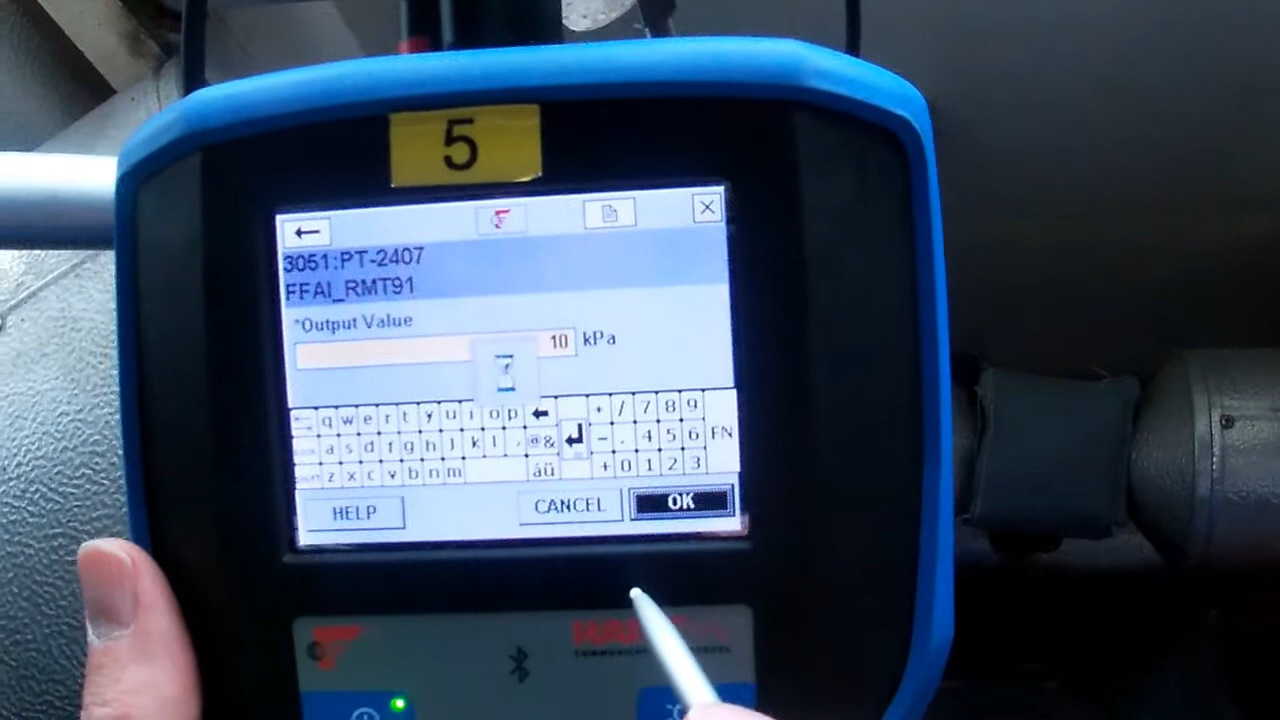 5
3051:PT-2407
FFAI_RMT91
*Output Value
10 kPa
q w e r t y u i o p + / 7 8 9
a s d f g h j k l , @& - . 4 5 6 FN
z x c v b n m áü + 0 1 2 3
HELP CANCEL OK